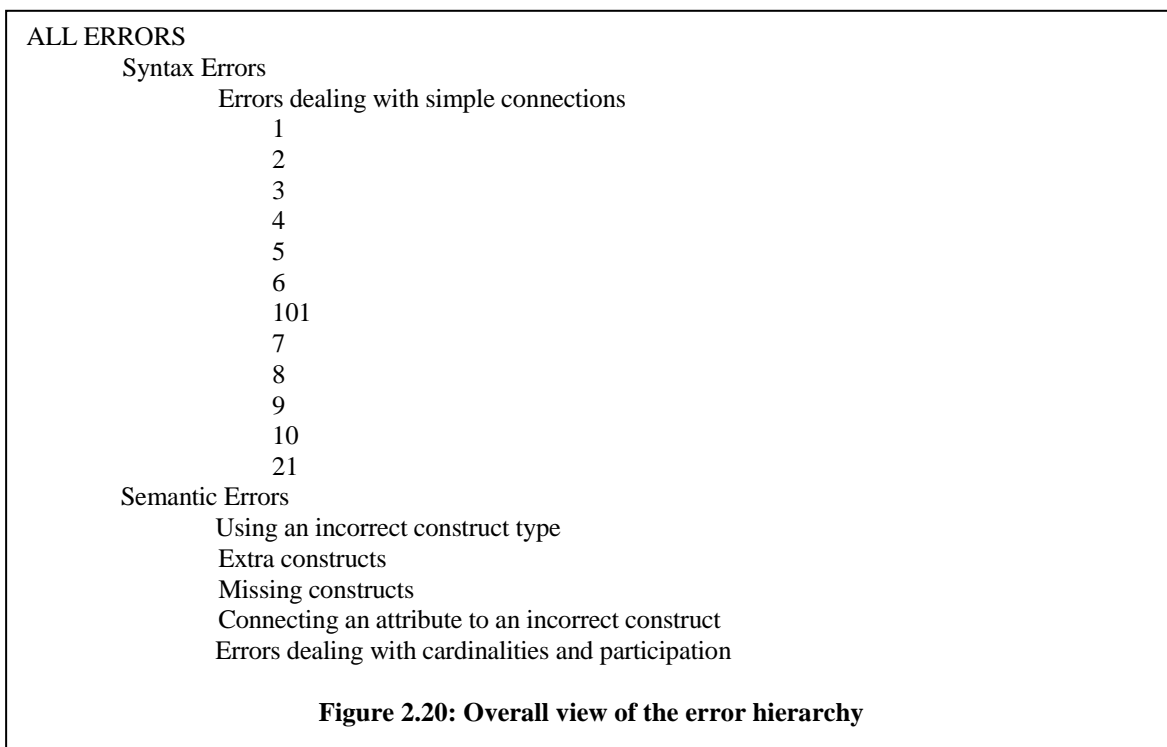 ALL ERRORS
Syntax Errors
Errors dealing with simple connections
1
2
3
4
5
6
101
7
8
9
10
21
Semantic Errors
Using an incorrect construct type
Extra constructs
Missing constructs
Connecting an attribute to an incorrect construct
Errors dealing with cardinalities and participation
Figure 2.20: Overall view of the error hierarchy